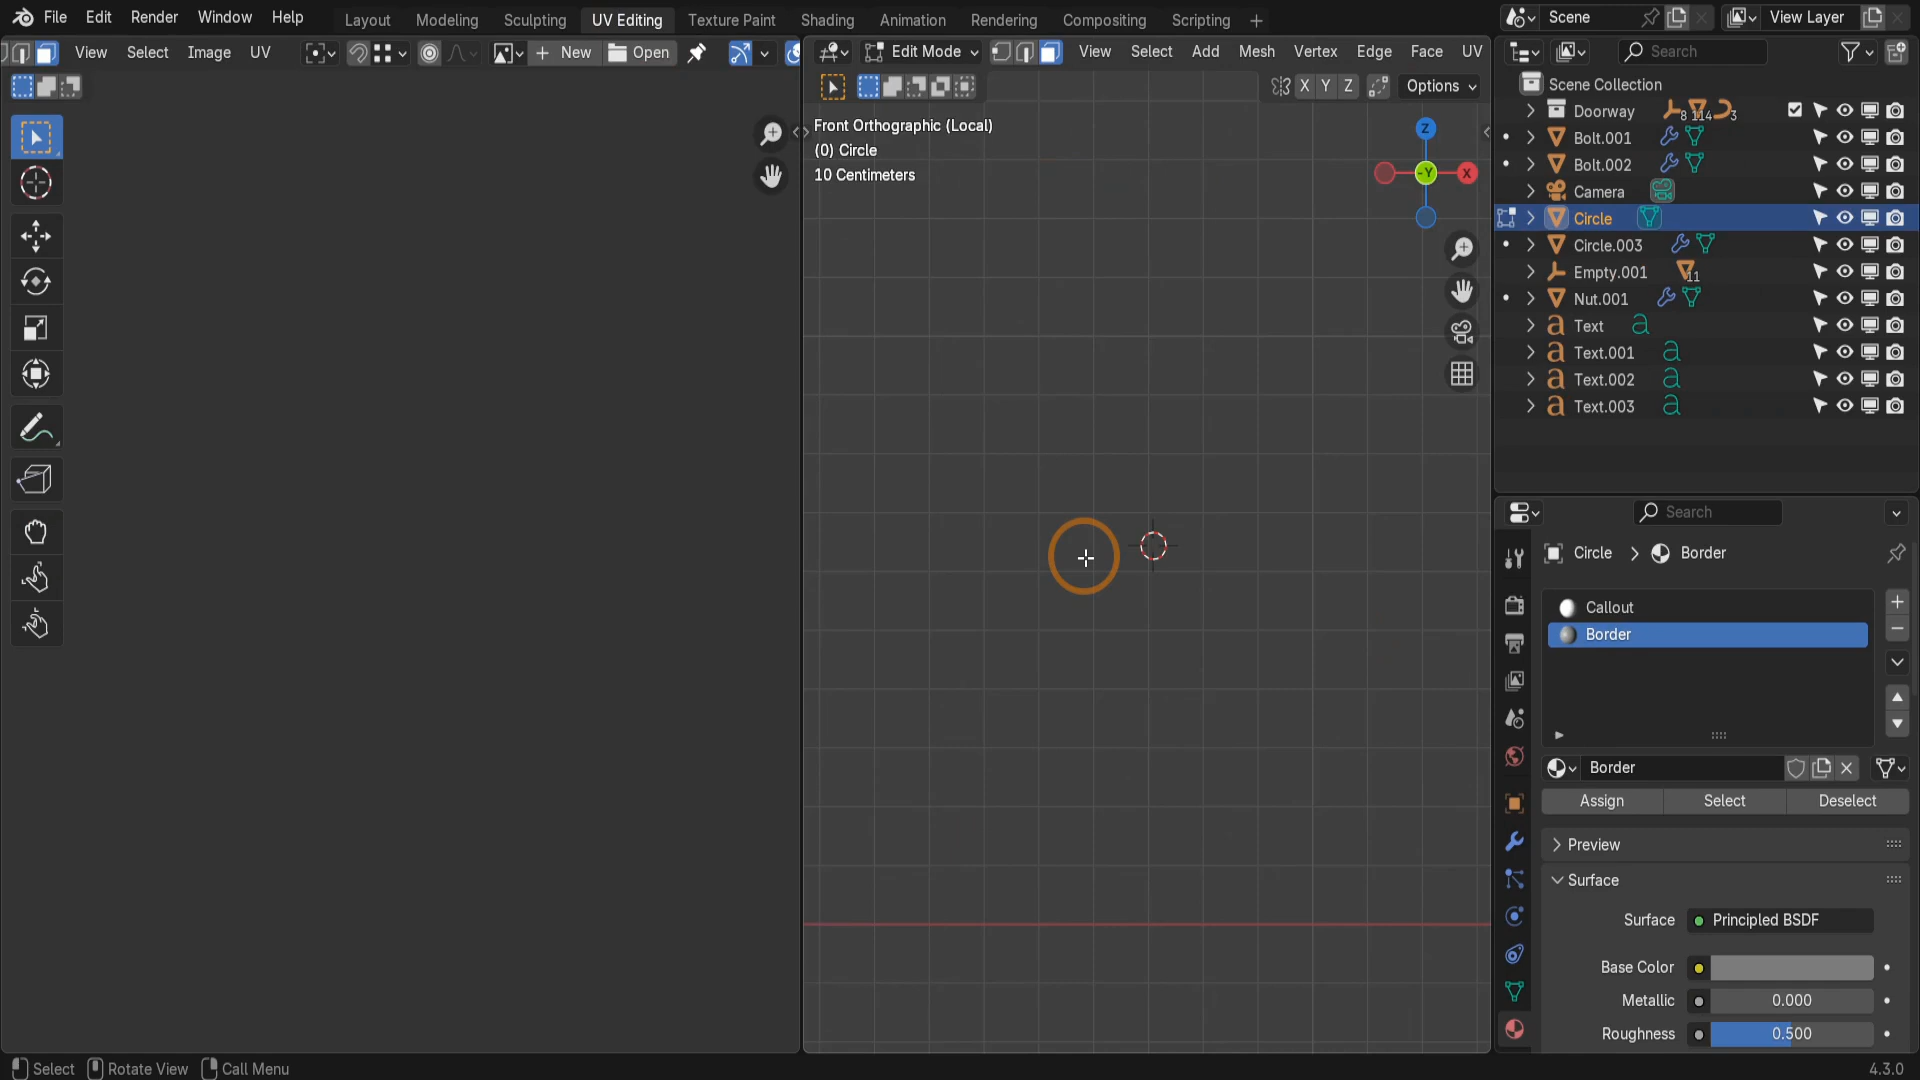 File Edit Render Window Help Layout Modeling Sculpting UV Editing Texture Paint Shading Animation Rendering Compositing Scripting Scene View Layer
View Select Image UV New Open Edit Mode View Select Add Mesh Vertex Edge Face UV Search
X Y Z Options
Scene Collection
Front Orthographic (Local)
(0) Circle
10 Centimeters
Z
-Y
X
Doorway 8 114 3
Bolt.001
Bolt.002
Camera
Circle
Circle.003
Empty.001 11
Nut.001
Text
Text.001
Text.002
Text.003
Search
Circle Border
Callout
Border
Border
Assign Select Deselect
Preview
Surface
Surface Principled BSDF
Base Color
Metallic 0.000
Roughness 0.500
Select Rotate View Call Menu 4.3.0